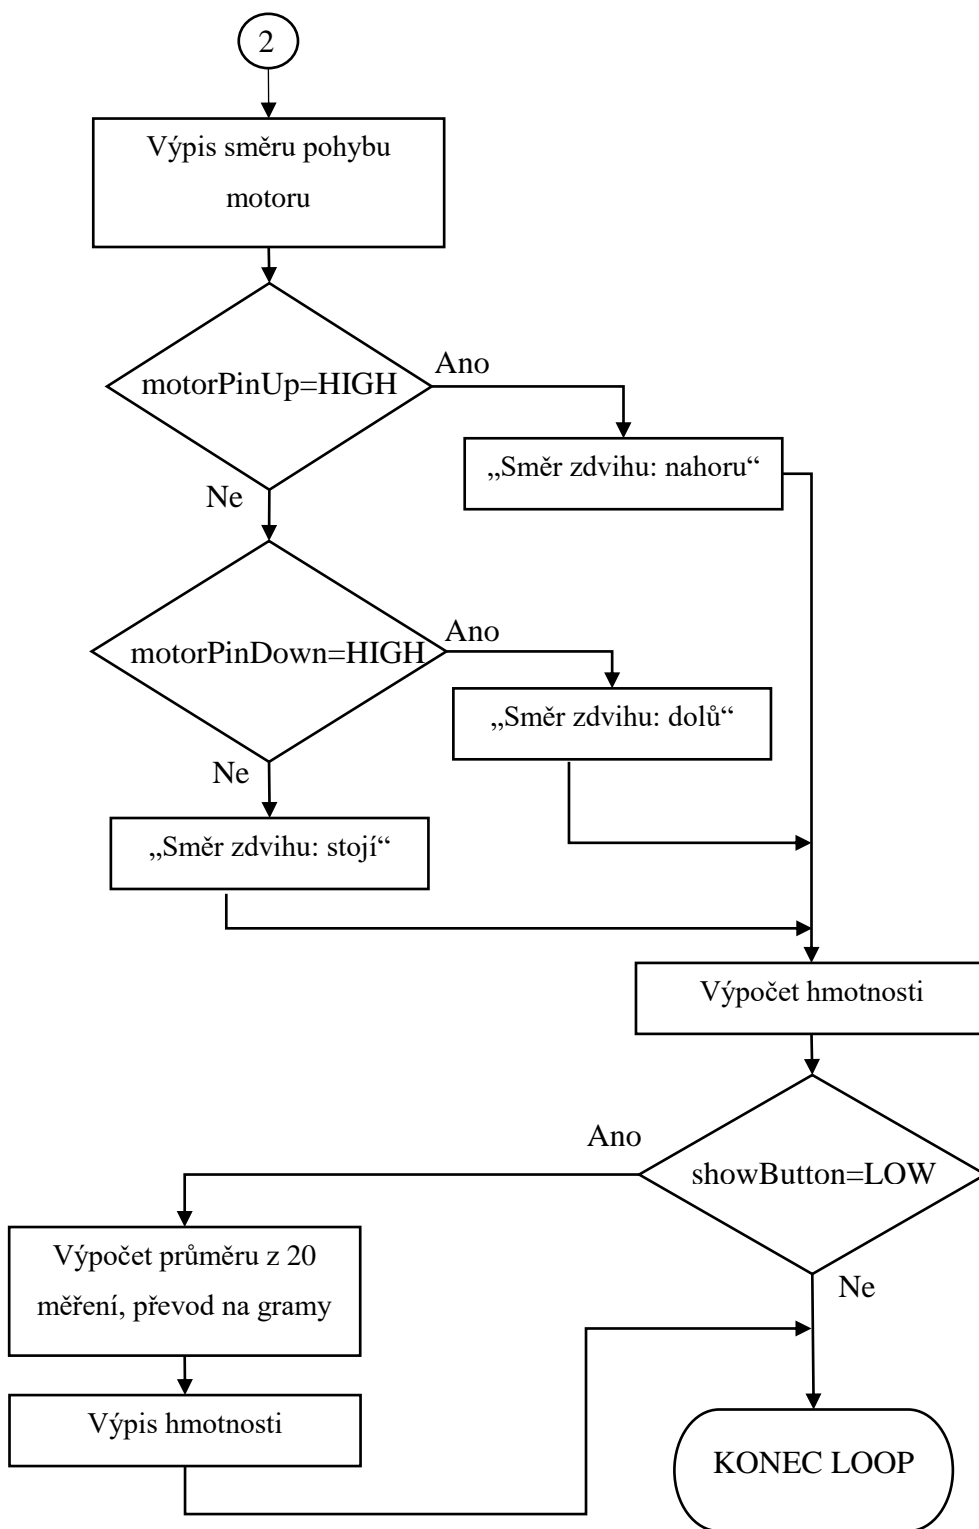 2
Výpis směru pohybu
motoru
Ano
motorPinUp=HIGH
„Směr zdvihu: nahoru“
Ne
Ano
motorPinDown=HIGH
„Směr zdvihu: dolů“
Ne
„Směr zdvihu: stojí“
Výpočet hmotnosti
Ano
showButton=LOW
Výpočet průměru z 20
měření, převod na gramy
Ne
Výpis hmotnosti
KONEC LOOP